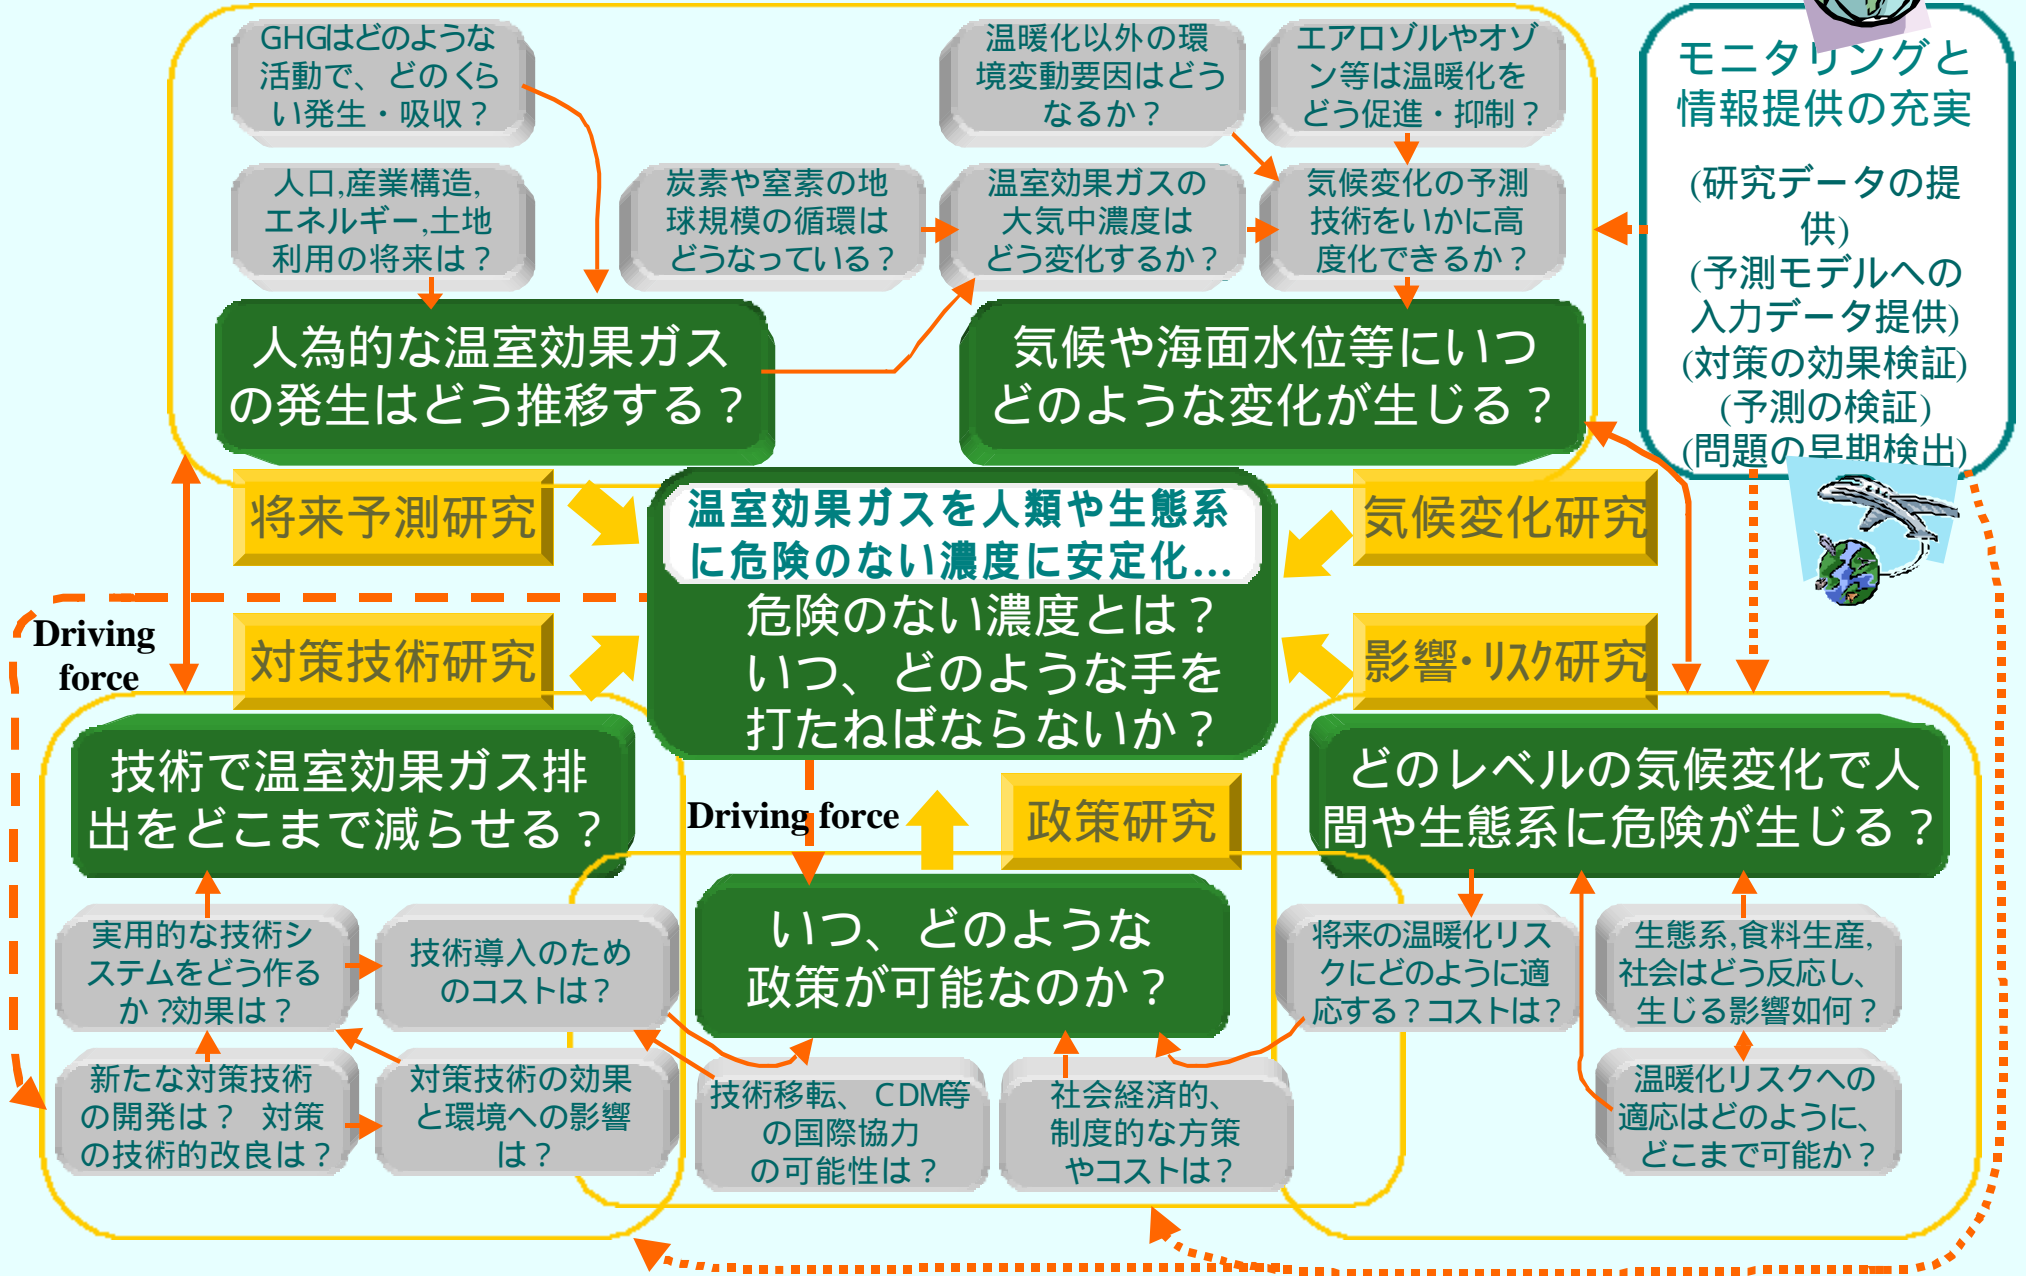 GHGはどのような
活動で、どのくら
い発生・吸収？
温暖化以外の環
境変動要因はどう
なるか？
エアロゾルやオゾ
ン等は温暖化を
どう促進・抑制？
人口,産業構造,
エネルギー,土地
利用の将来は？
炭素や窒素の地
球規模の循環は
どうなっている？
温室効果ガスの
大気中濃度は
どう変化するか？
気候変化の予測
技術をいかに高
度化できるか？
人為的な温室効果ガス
の発生はどう推移する？
気候や海面水位等にいつ
どのような変化が生じる？
モニタリングと
情報提供の充実
(研究データの提
供)
(予測モデルへの
入力データ提供)
(対策の効果検証)
(予測の検証)
(問題の早期検出)
将来予測研究
気候変化研究
温室効果ガスを人類や生態系
に危険のない濃度に安定化...
危険のない濃度とは？
いつ、どのような手を
打たねばならないか？
Driving
force
対策技術研究
影響・リスク研究
技術で温室効果ガス排
出をどこまで減らせる？
Driving force
政策研究
どのレベルの気候変化で人
間や生態系に危険が生じる？
実用的な技術シ
ステムをどう作る
か？効果は？
技術導入のため
のコストは？
いつ、どのような
政策が可能なのか？
将来の温暖化リス
クにどのように適
応する？コストは？
生態系,食料生産,
社会はどう反応し、
生じる影響如何？
新たな対策技術
の開発は？　対策
の技術的改良は？
対策技術の効果
と環境への影響
は？
技術移転、CDM等
の国際協力
の可能性は？
社会経済的、
制度的な方策
やコストは？
温暖化リスクへの
適応はどのように、
どこまで可能か？